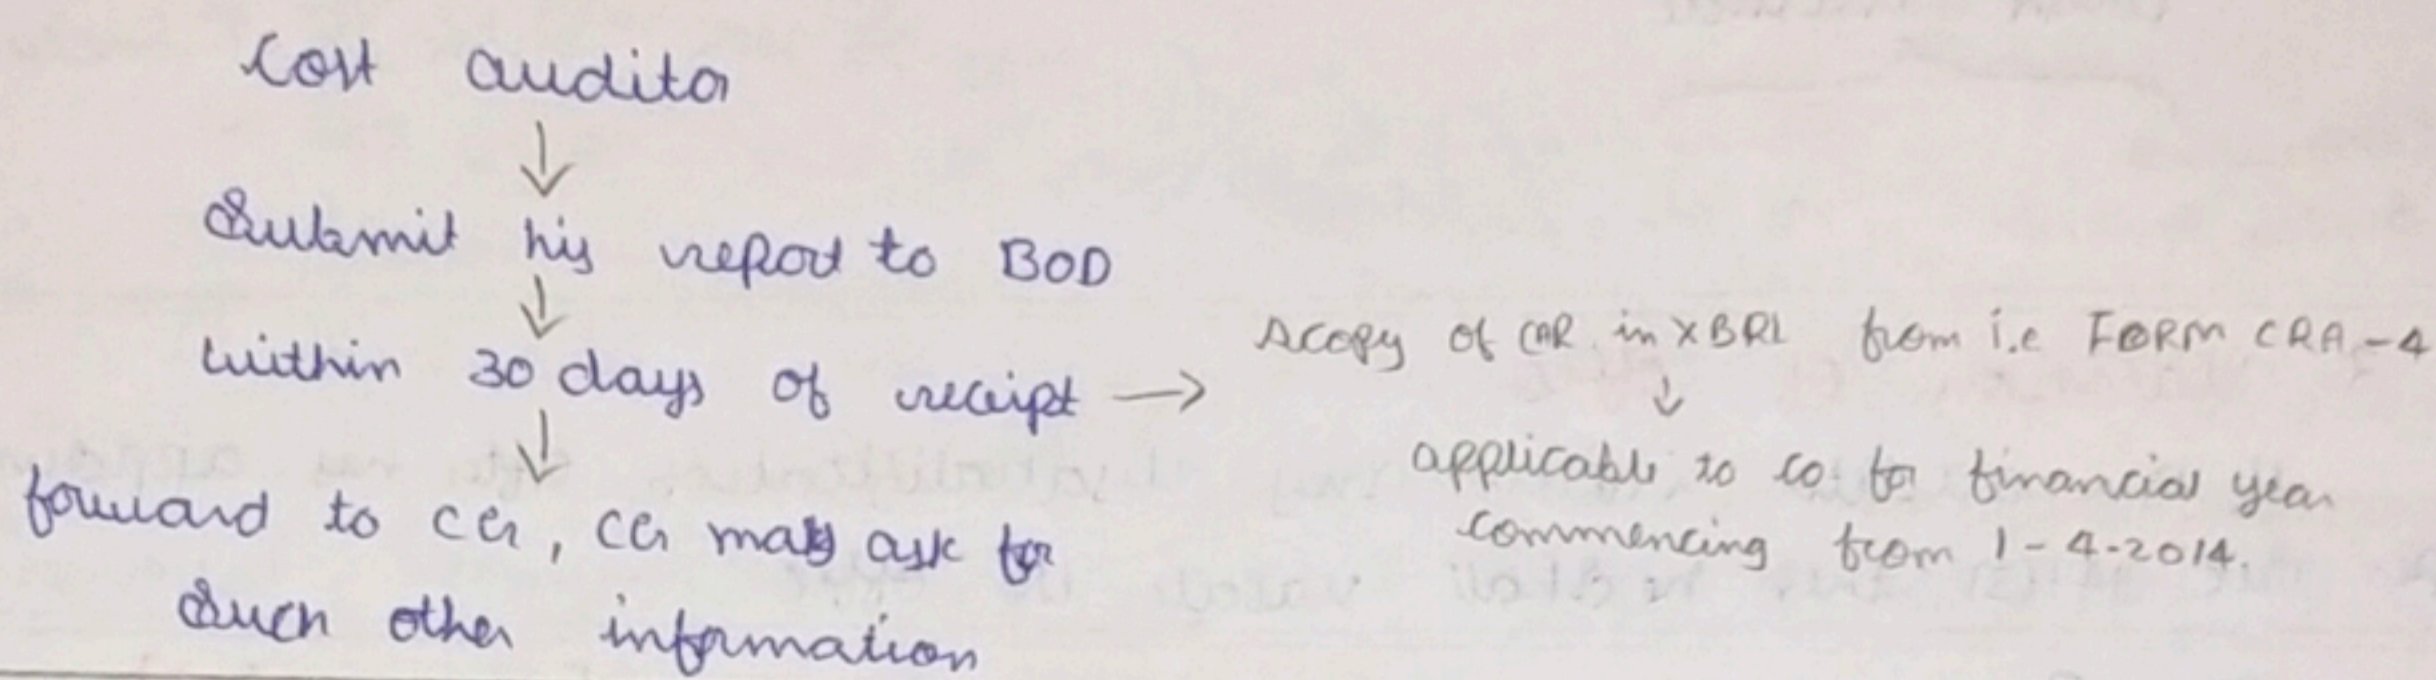 Cost auditor
↓
Submit his report to BOD
↓
within 30 days of receipt → A copy of CAR in XBRL from i.e FORM CRA-4
↓
applicable to co. for financial year
commencing from 1-4-2014.
↓
forward to CG, CG may ask for
such other information